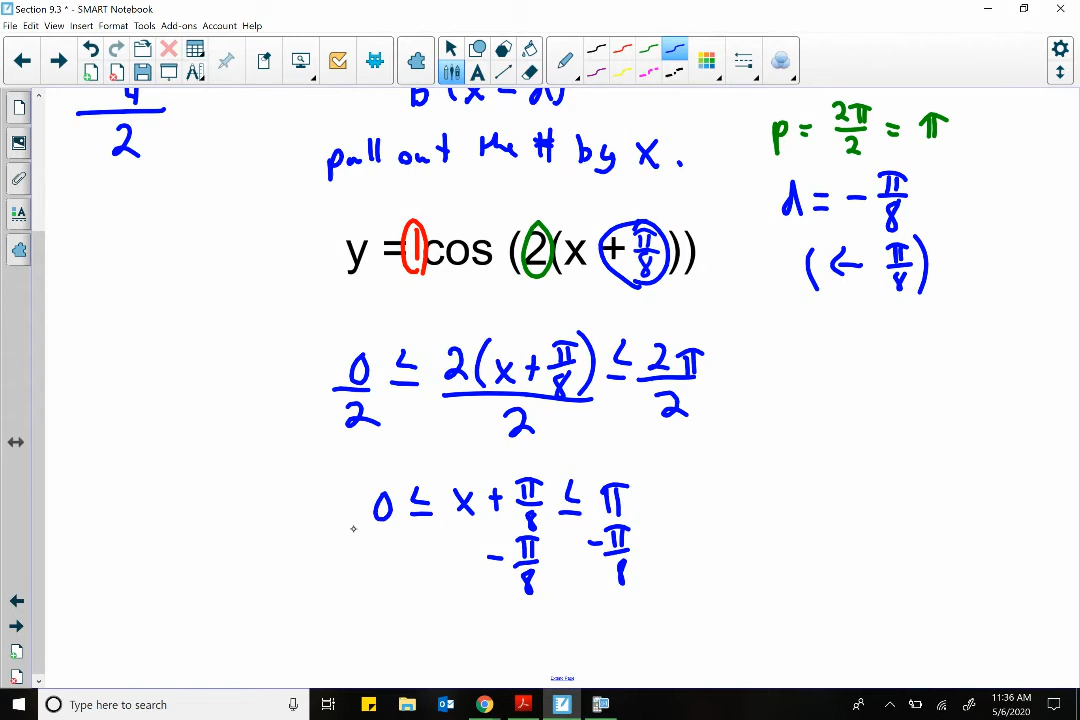 Section 9.3 * - SMART Notebook
File Edit View Insert Format Tools Add-ons Account Help
4
2
b (x - d)
pull out the # by x.
p = 2π/2 = π
d = - π/8
(← π/8)
y = 1cos (2(x + π/8))
0/2 ≤ 2(x + π/8)/2 ≤ 2π/2
0 ≤ x + π/8 ≤ π
- π/8 - π/8
Type here to search
11:36 AM
5/6/2020